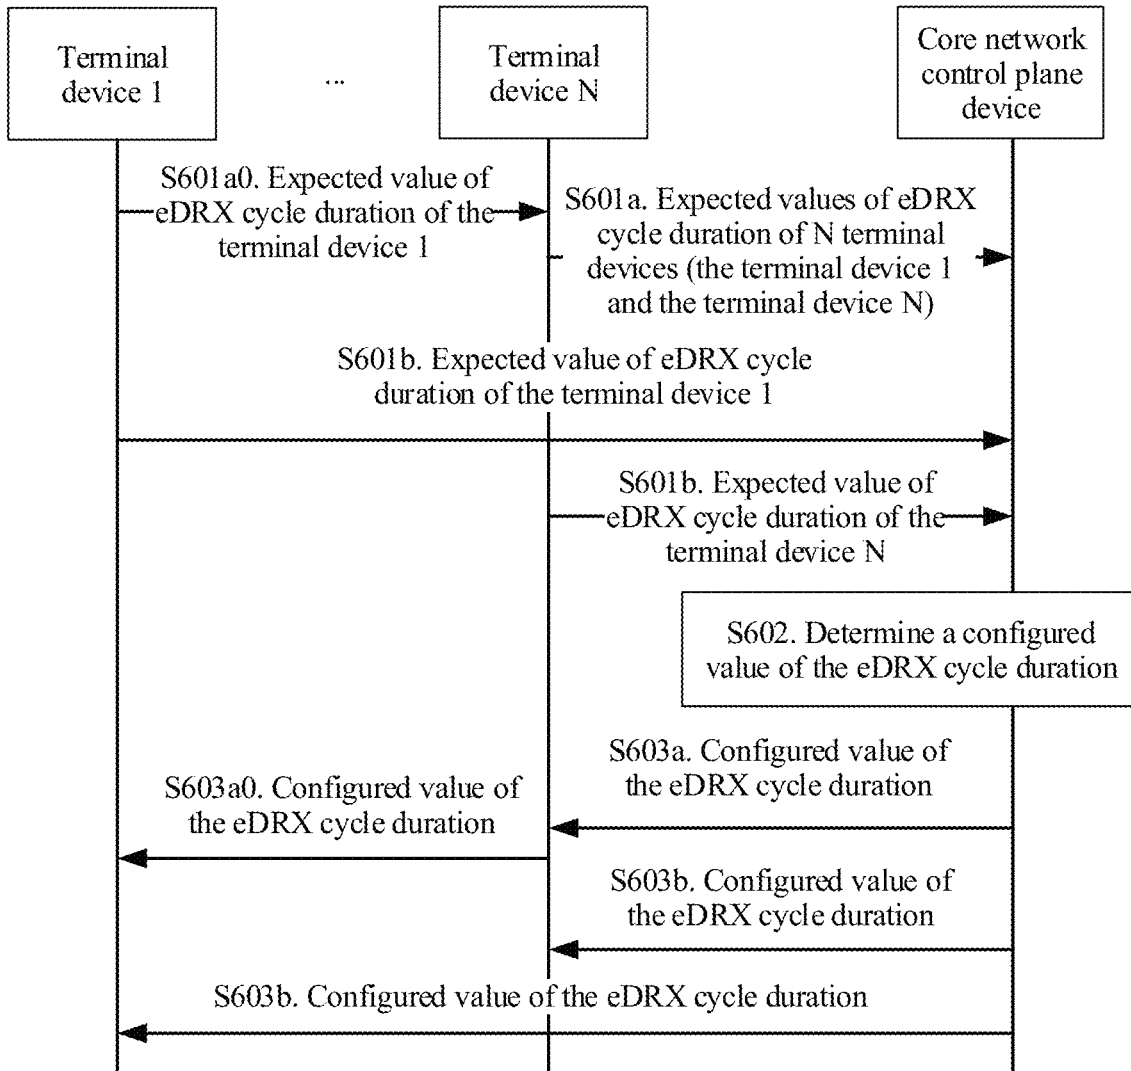 Terminal
device 1
...
Terminal
device N
Core network
control plane
device
S601a0. Expected value of
eDRX cycle duration of the
terminal device 1
S601a. Expected values of eDRX
cycle duration of N terminal
devices (the terminal device 1
and the terminal device N)
S601b. Expected value of eDRX cycle
duration of the terminal device 1
S601b. Expected value of
eDRX cycle duration of the
terminal device N
S602. Determine a configured
value of the eDRX cycle duration
S603a. Configured value of
the eDRX cycle duration
S603a0. Configured value of
the eDRX cycle duration
S603b. Configured value of
the eDRX cycle duration
S603b. Configured value of the eDRX cycle duration